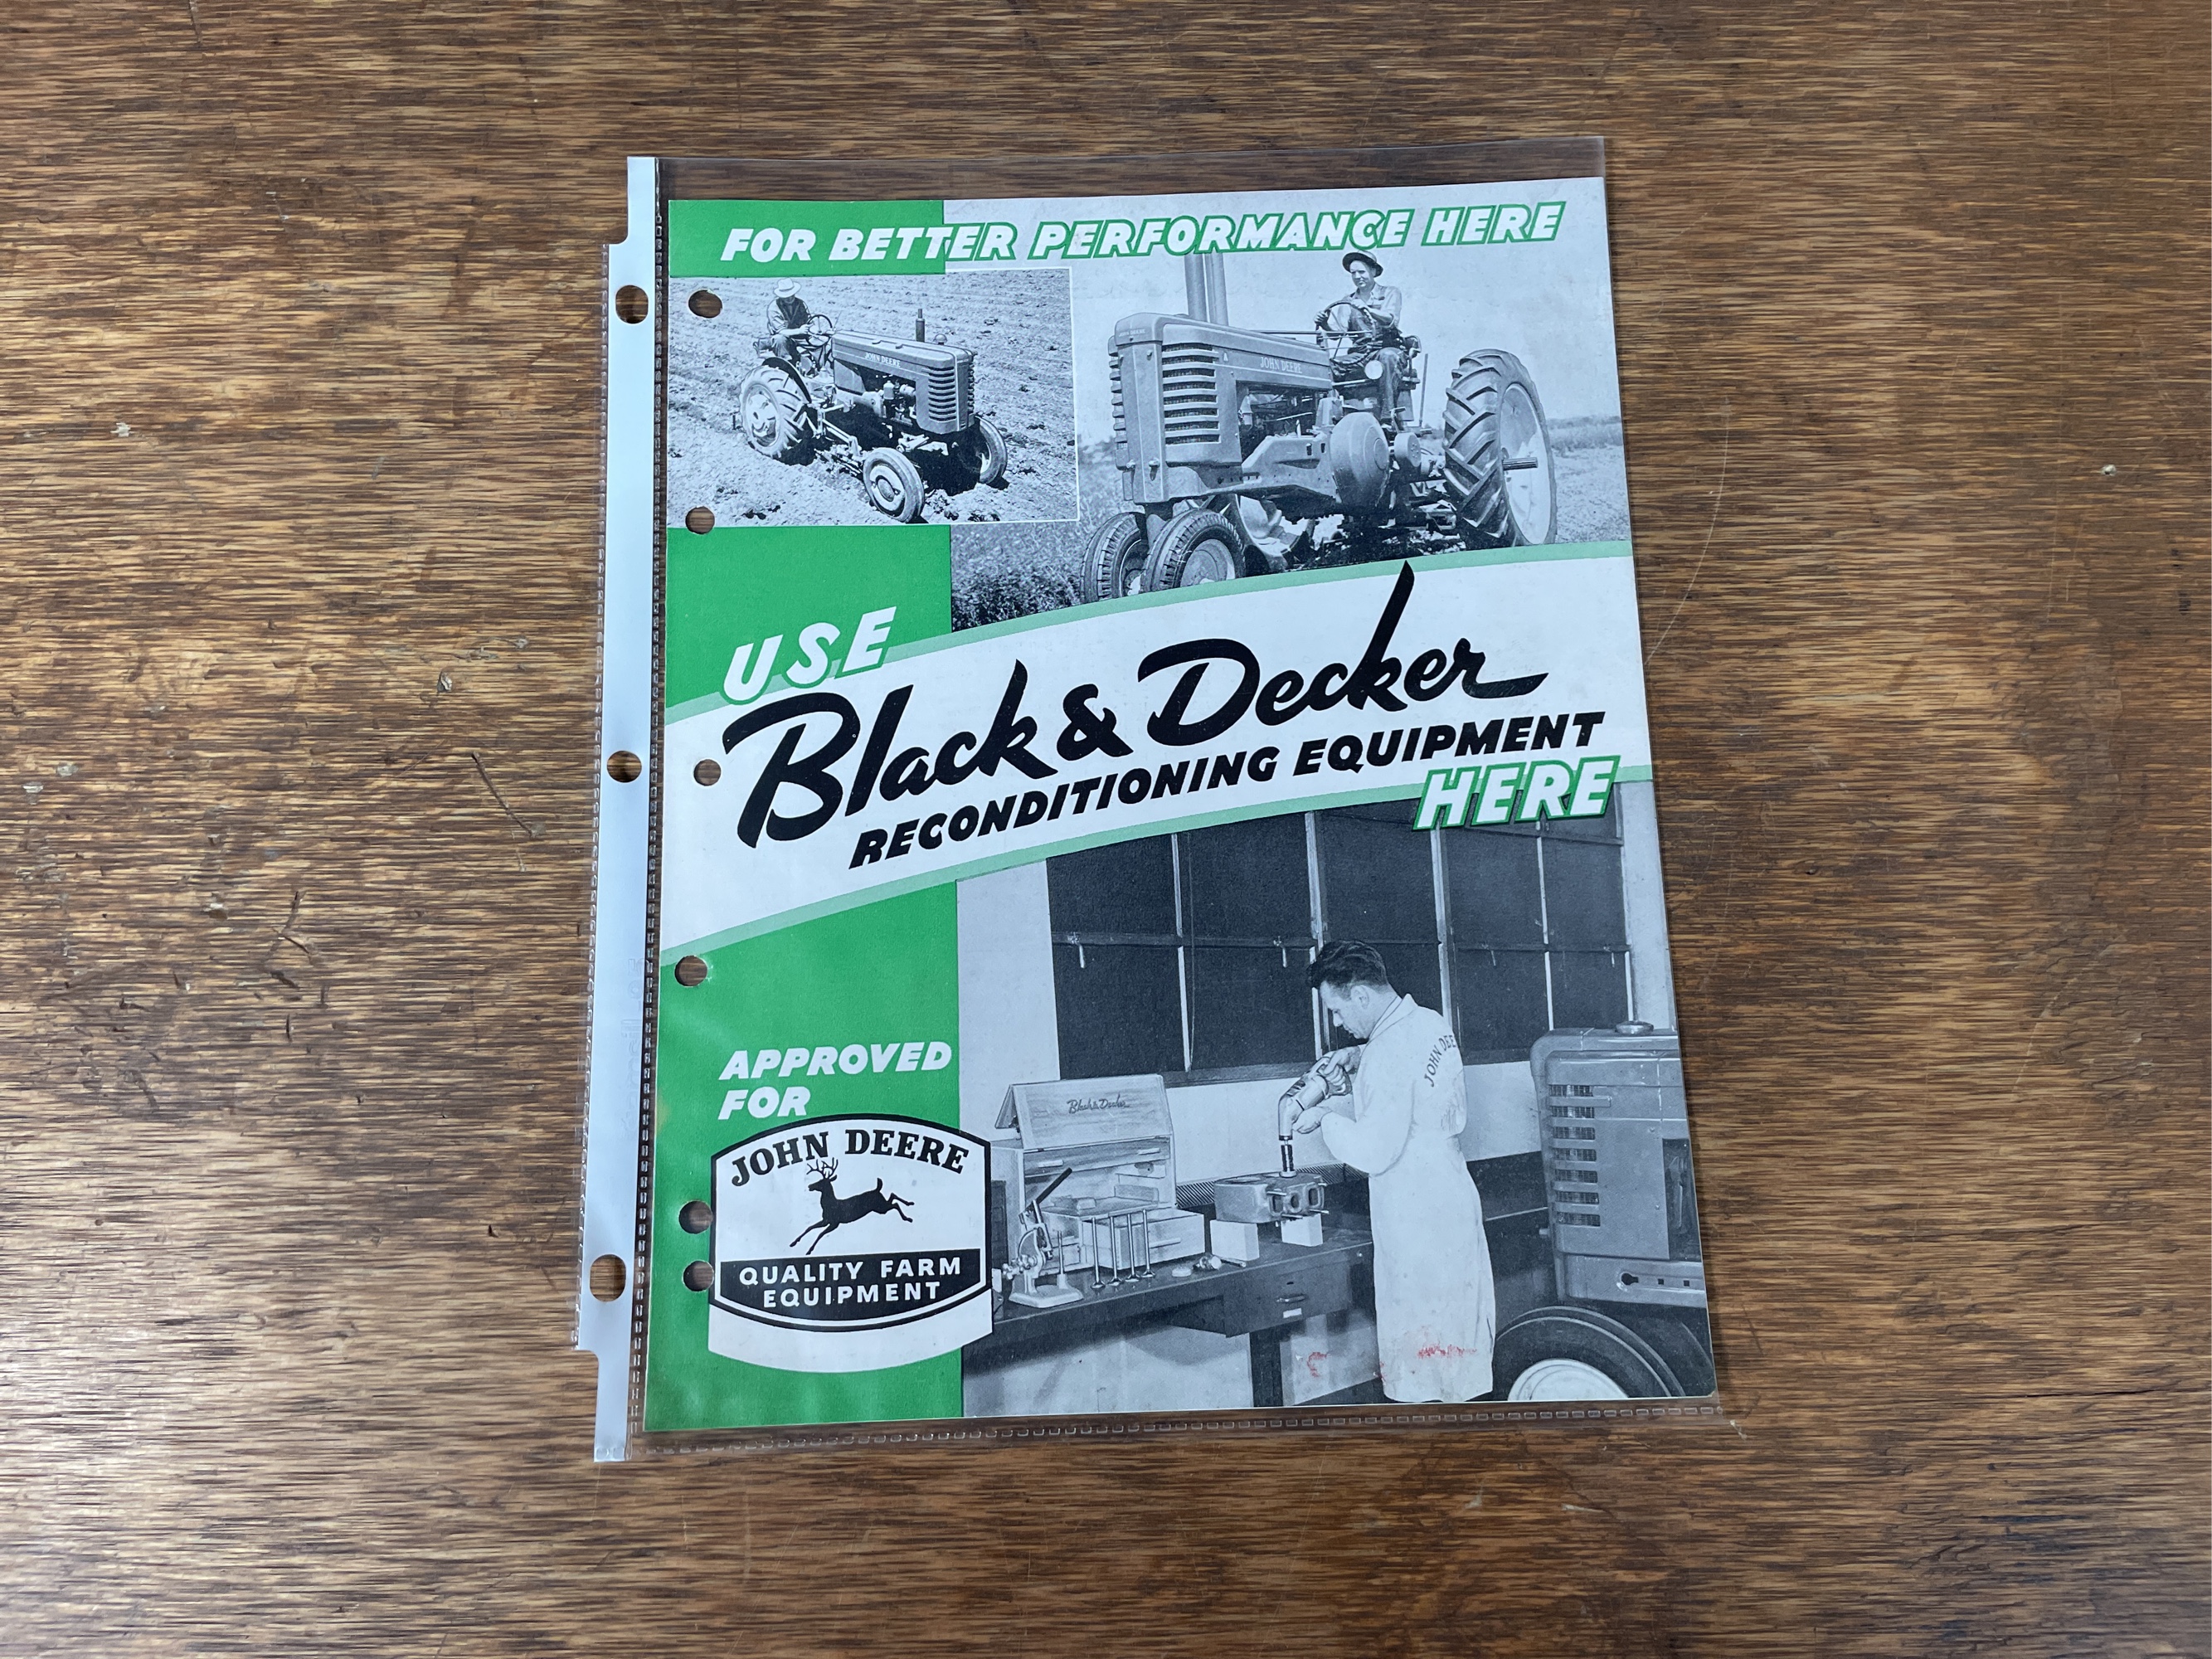 FOR BETTER PERFORMANCE HERE
JOHN DEERE
JOHN DEERE
USE
Black & Decker
RECONDITIONING EQUIPMENT
HERE
APPROVED
FOR
JOHN DEERE
QUALITY FARM
EQUIPMENT
Black & Decker
JOHN DEE